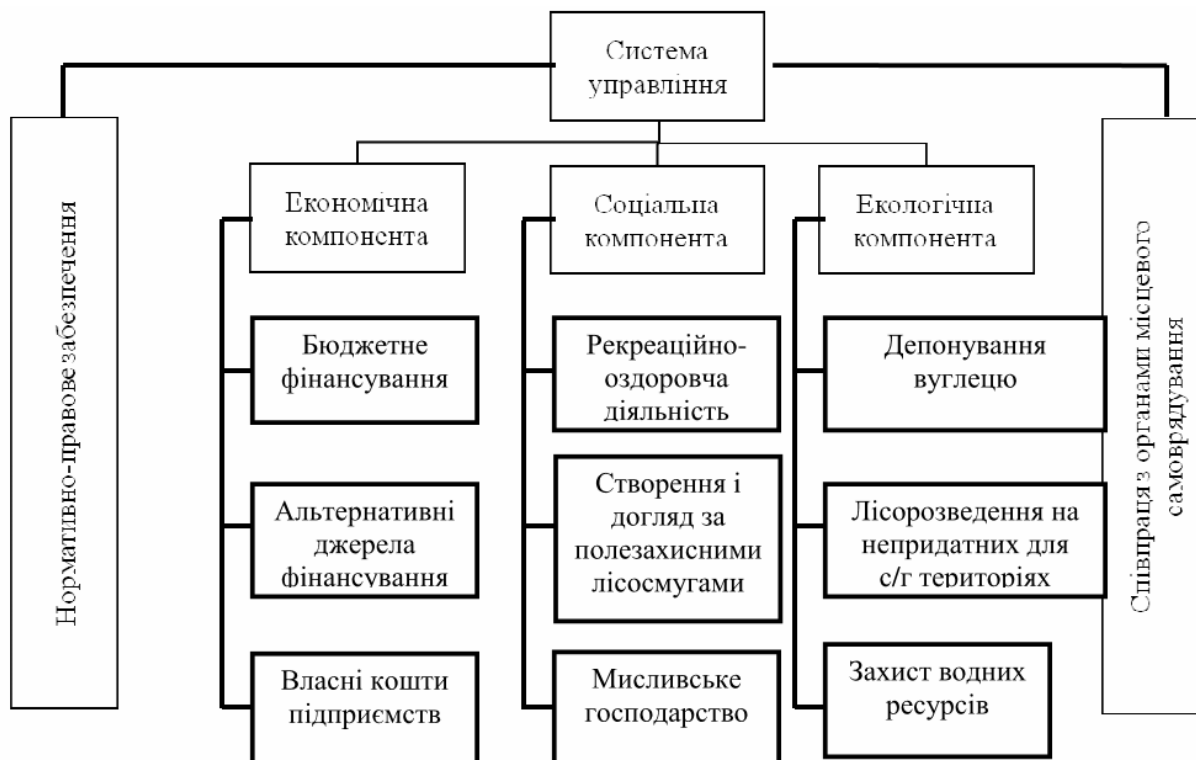 Система
управління
Нормативно-правове забезпечення
Економічна
компонента
Соціальна
компонента
Екологічна
компонента
Співпраця з органами місцевого
самоврядування
Бюджетне
фінансування
Рекреаційно-
оздоровча
діяльність
Депонування
вуглецю
Альтернативні
джерела
фінансування
Створення і
догляд за
полезахисними
лісосмугами
Лісорозведення на
непридатних для
с/г територіях
Власні кошти
підприємств
Мисливське
господарство
Захист водних
ресурсів